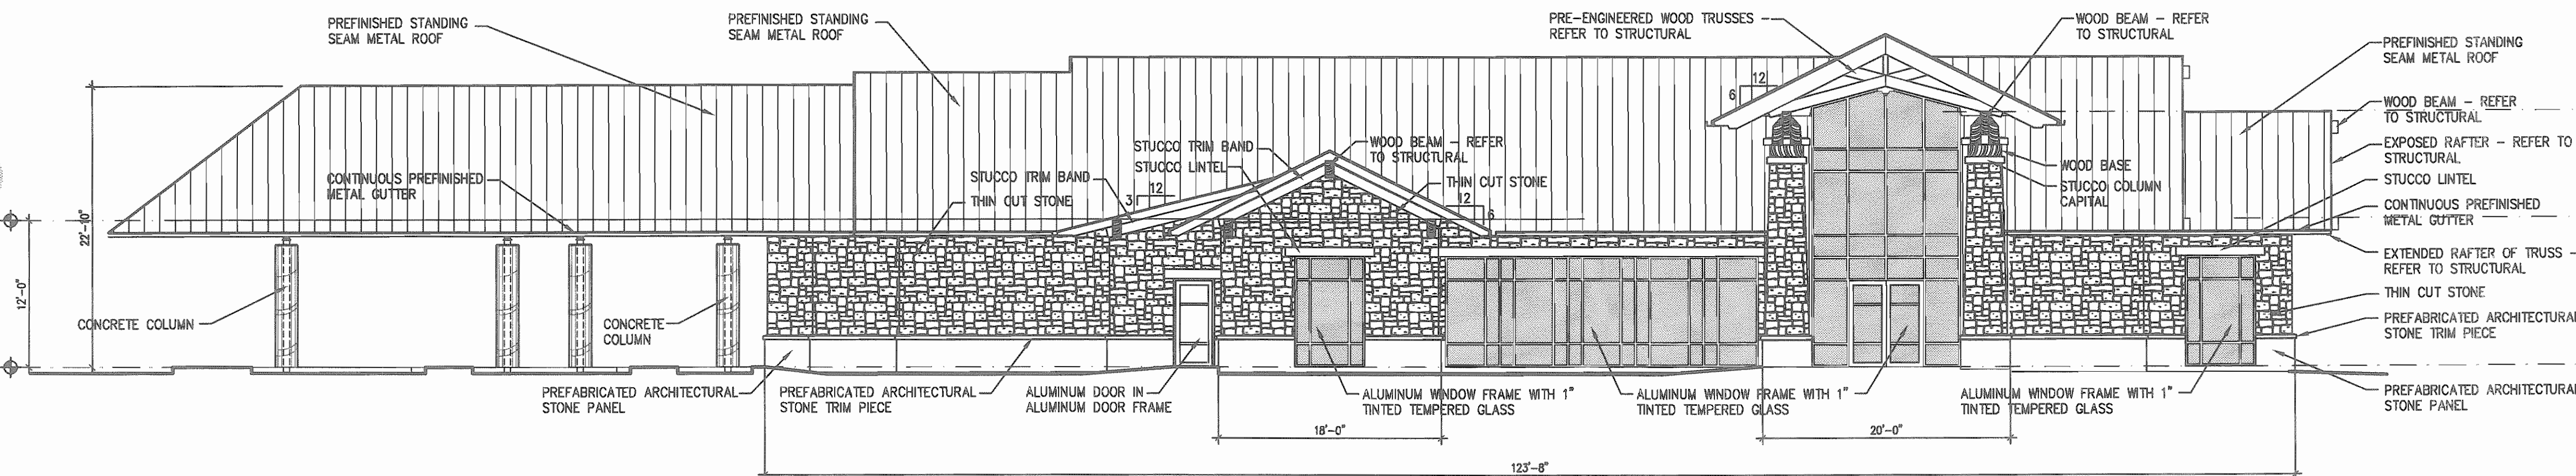 PREFINISHED STANDING
SEAM METAL ROOF
PREFINISHED STANDING
SEAM METAL ROOF
PRE-ENGINEERED WOOD TRUSSES
REFER TO STRUCTURAL
WOOD BEAM - REFER
TO STRUCTURAL
PREFINISHED STANDING
SEAM METAL ROOF
12
6
WOOD BEAM - REFER
TO STRUCTURAL
EXPOSED RAFTER - REFER TO
STRUCTURAL
STUCCO TRIM BAND
STUCCO LINTEL
WOOD BEAM - REFER
TO STRUCTURAL
WOOD BASE
STUCCO COLUMN
CAPITAL
STUCCO LINTEL
CONTINUOUS PREFINISHED
METAL GUTTER
STUCCO TRIM BAND
THIN CUT STONE
12
3
THIN CUT STONE
12
6
CONTINUOUS PREFINISHED
METAL GUTTER
22'-10"
12'-0"
EXTENDED RAFTER OF TRUSS -
REFER TO STRUCTURAL
THIN CUT STONE
CONCRETE COLUMN
CONCRETE
COLUMN
PREFABRICATED ARCHITECTURAL
STONE TRIM PIECE
PREFABRICATED ARCHITECTURAL
STONE PANEL
PREFABRICATED ARCHITECTURAL
STONE TRIM PIECE
ALUMINUM DOOR IN
ALUMINUM DOOR FRAME
ALUMINUM WINDOW FRAME WITH 1"
TINTED TEMPERED GLASS
ALUMINUM WINDOW FRAME WITH 1"
TINTED TEMPERED GLASS
ALUMINUM WINDOW FRAME WITH 1"
TINTED TEMPERED GLASS
PREFABRICATED ARCHITECTURAL
STONE PANEL
18'-0"
20'-0"
123'-8"